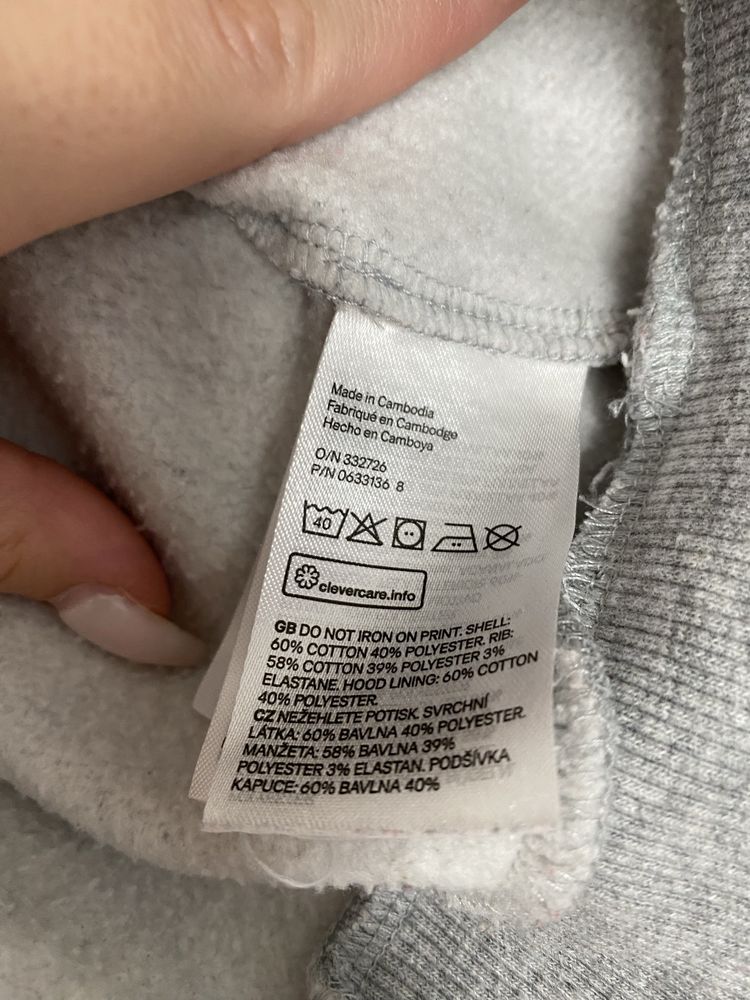 Made in Cambodia
Fabriqué en Cambodge
Hecho en Camboya
O/N 332726
P/N 0633136 8
40
clevercare.info
GB DO NOT IRON ON PRINT. SHELL:
60% COTTON 40% POLYESTER. RIB:
58% COTTON 39% POLYESTER 3%
ELASTANE. HOOD LINING: 60% COTTON
40% POLYESTER.
CZ NEŽEHLETE POTISK. SVRCHNÍ
LÁTKA: 60% BAVLNA 40% POLYESTER.
MANŽETA: 58% BAVLNA 39%
POLYESTER 3% ELASTAN. PODŠÍVKA
KAPUCE: 60% BAVLNA 40%